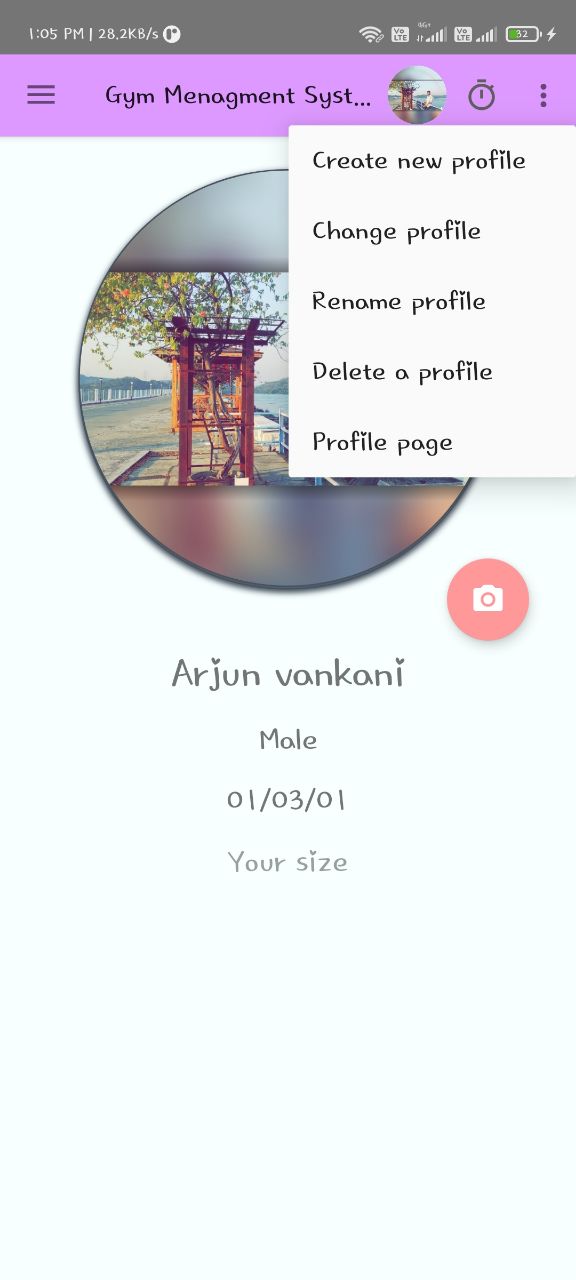 1:05 PM | 28.2KB/s
Vo LTE 4G+ Vo LTE 32
Gym Menagment Syst...
Create new profile
Change profile
Rename profile
Delete a profile
Profile page
Arjun vankani
Male
01/03/01
Your size